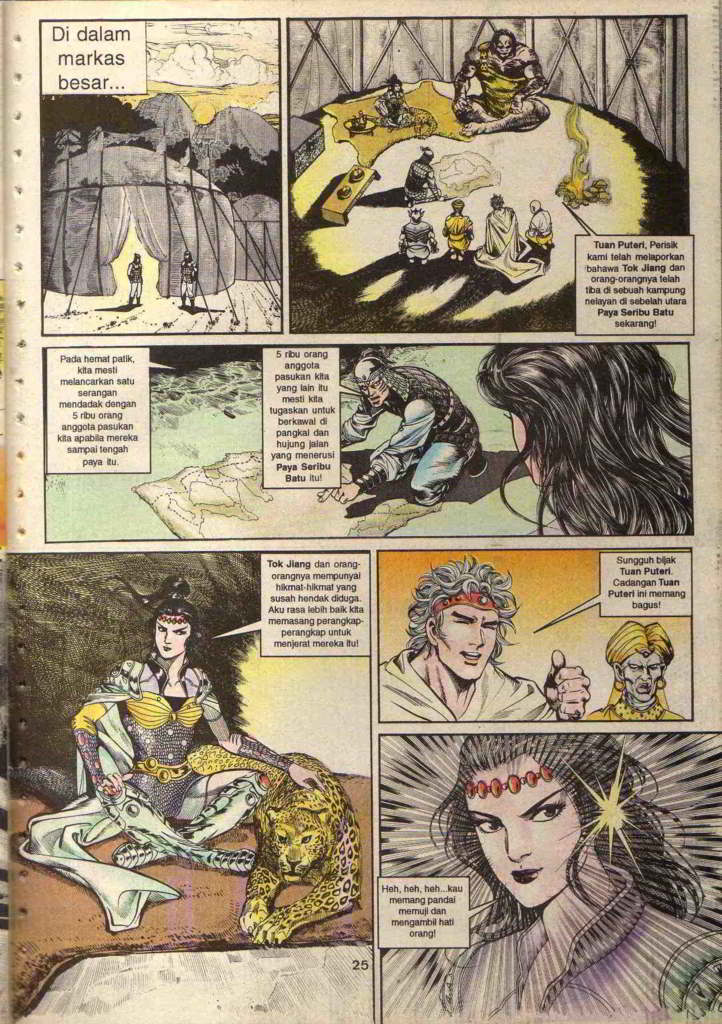 Di dalam
markas
besar...
Tuan Puteri, Perisik
kami telah melaporkan
bahawa Tok Jiang dan
orang-orangnya telah
tiba di sebuah kampung
nelayan di sebelah utara
Paya Seribu Batu
sekarang!
Pada hemat patik,
kita mesti
melancarkan satu
serangan
mendadak dengan
5 ribu orang
anggota pasukan
kita apabila mereka
sampai tengah
paya itu.
5 ribu orang
anggota
pasukan kita
yang lain itu
mesti kita
tugaskan untuk
berkawal di
pangkal dan
hujung jalan
yang menerusi
Paya Seribu
Batu itu!
Tok Jiang dan orang-
orangnya mempunyai
hikmat-hikmat yang
susah hendak diduga.
Aku rasa lebih baik kita
memasang perangkap-
perangkap untuk
menjerat mereka itu!
Sungguh bijak
Tuan Puteri.
Cadangan Tuan
Puteri ini memang
bagus!
Heh, heh, heh...kau
memang pandai
memuji dan
mengambil hati
orang!
25